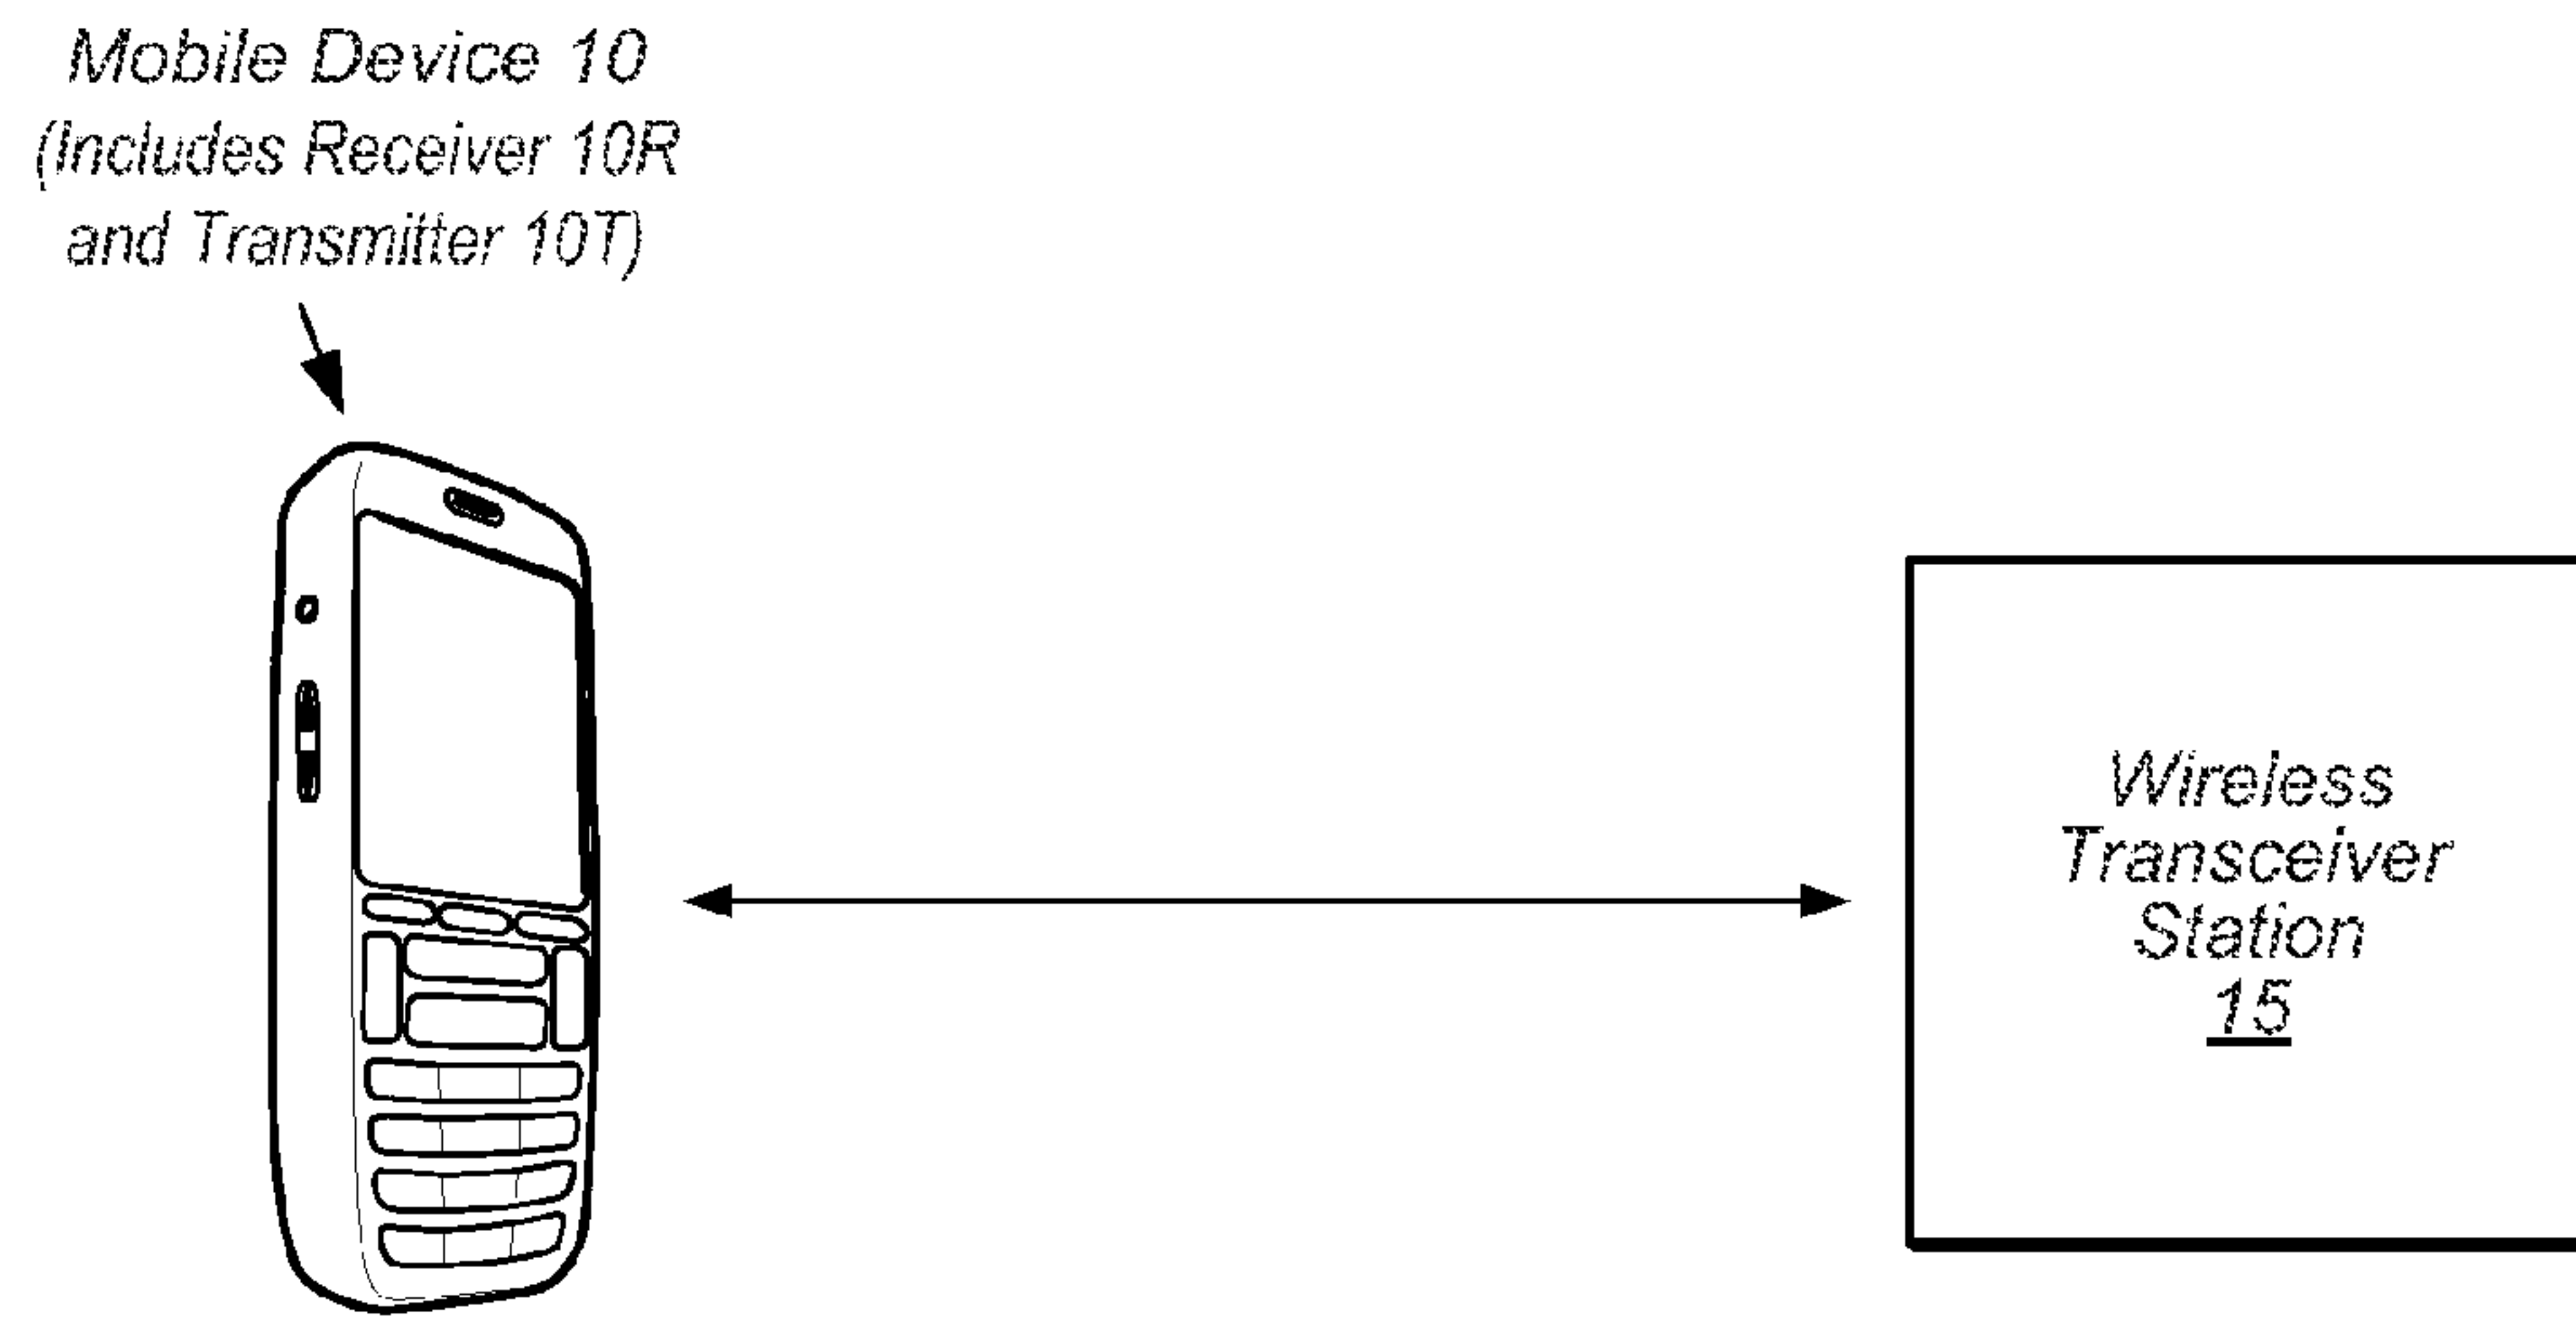 Mobile Device 10
(Includes Receiver 10R
and Transmitter 10T)
Wireless
Transceiver
Station
15